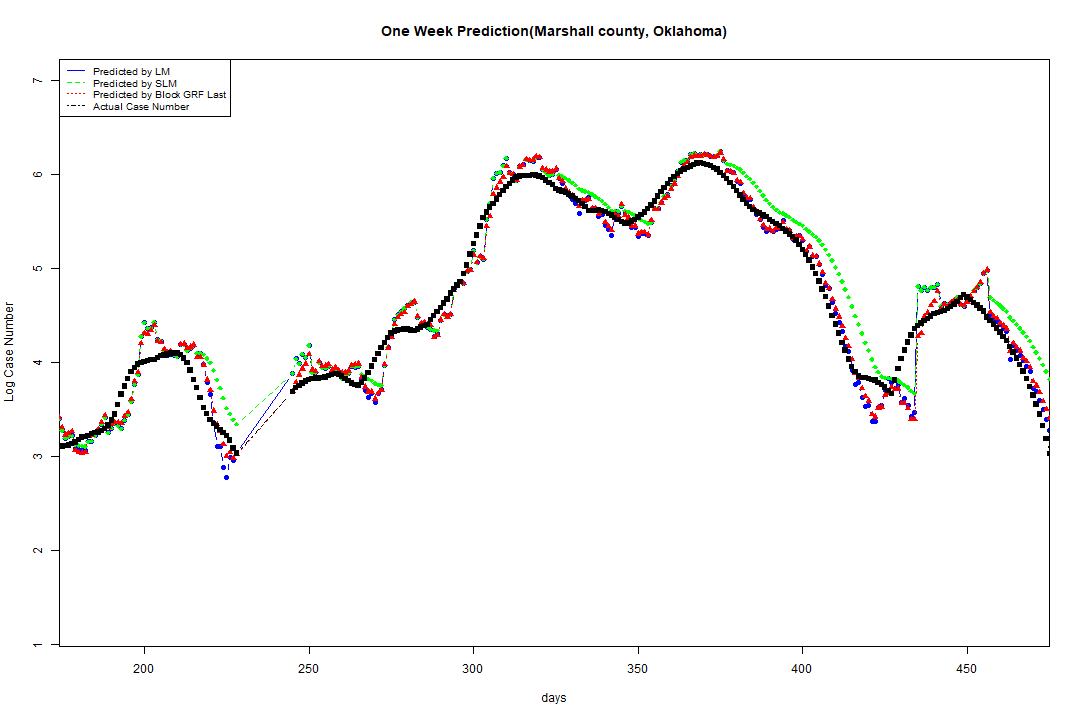 One Week Prediction(Marshall county, Oklahoma)
Predicted by LM
Predicted by SLM
Predicted by Block GRF Last
Actual Case Number
7
6
5
4
3
2
1
Log Case Number
200 250 300 350 400 450
days